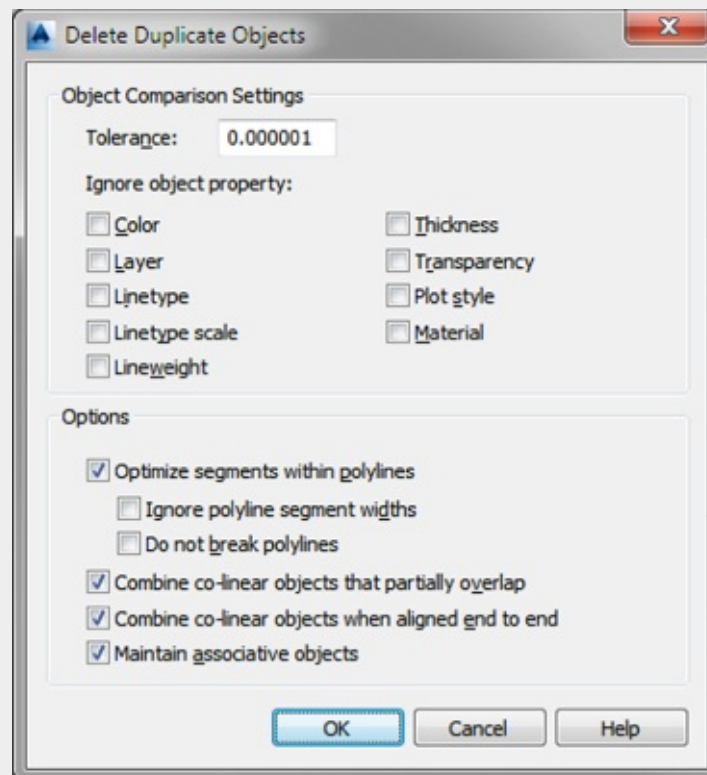 Delete Duplicate Objects
Object Comparison Settings
Tolerance: 0.000001
Ignore object property:
Color
Thickness
Layer
Transparency
Linetype
Plot style
Linetype scale
Material
Lineweight
Options
Optimize segments within polylines
Ignore polyline segment widths
Do not break polylines
Combine co-linear objects that partially overlap
Combine co-linear objects when aligned end to end
Maintain associative objects
OK Cancel Help